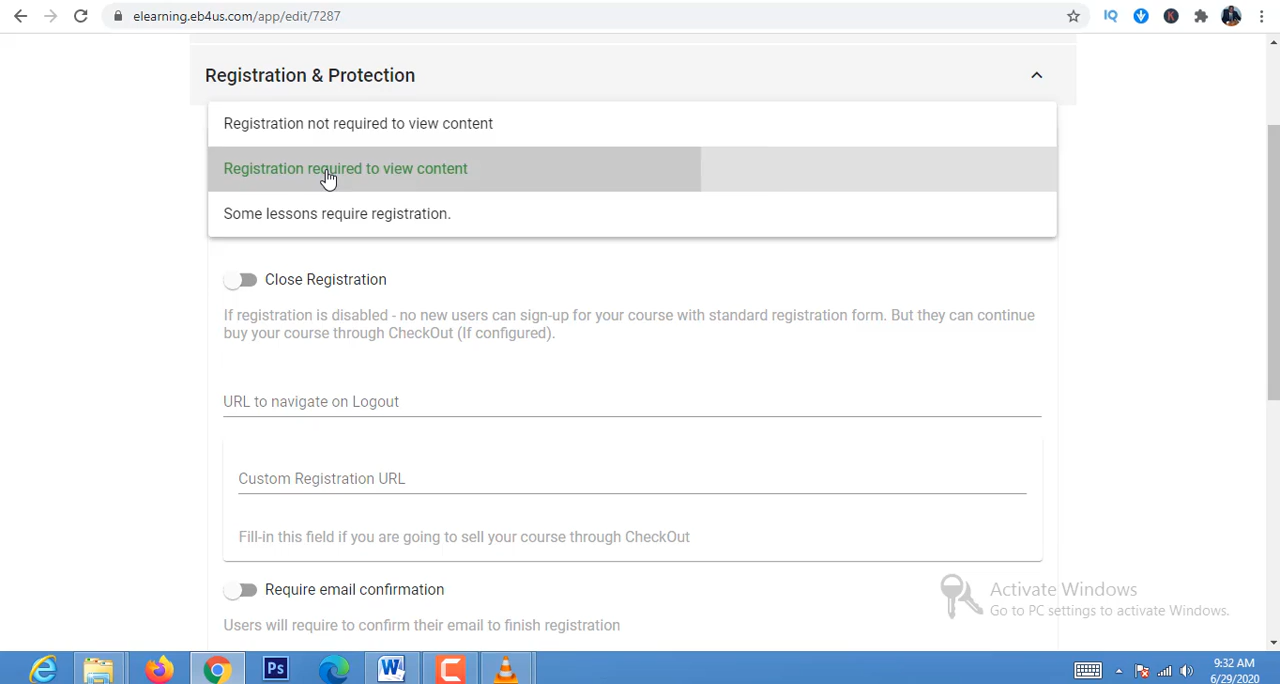 elearning.eb4us.com/app/edit/7287
IQ
K
Registration & Protection
Registration not required to view content
Registration required to view content
Some lessons require registration.
Close Registration
If registration is disabled - no new users can sign-up for your course with standard registration form. But they can continue
buy your course through CheckOut (If configured).
URL to navigate on Logout
Custom Registration URL
Fill-in this field if you are going to sell your course through CheckOut
Require email confirmation
Users will require to confirm their email to finish registration
Activate Windows
Go to PC settings to activate Windows.
Ps
W
9:32 AM
6/29/2020